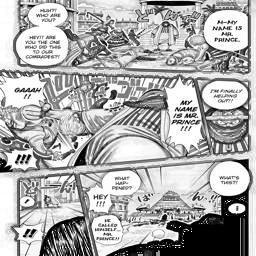 M-MY
NAME IS
MR.
PRINCE.
HUH?!
WHO ARE
YOU?
HEY!! ARE
YOU THE ONE
WHO DID THIS
TO OUR
COMRADES?!
I'M FINALLY
HELPING
OUT!!
MY
NAME
IS MR.
PRINCE
!!!
GAAAH
!!
!!!
WHAT'S
THIS?!
!
WHAT
HAP-
PENED?
HEY
!!!
HE
CALLED
HIMSELF...
MR.
PRINCE!!
!
!!